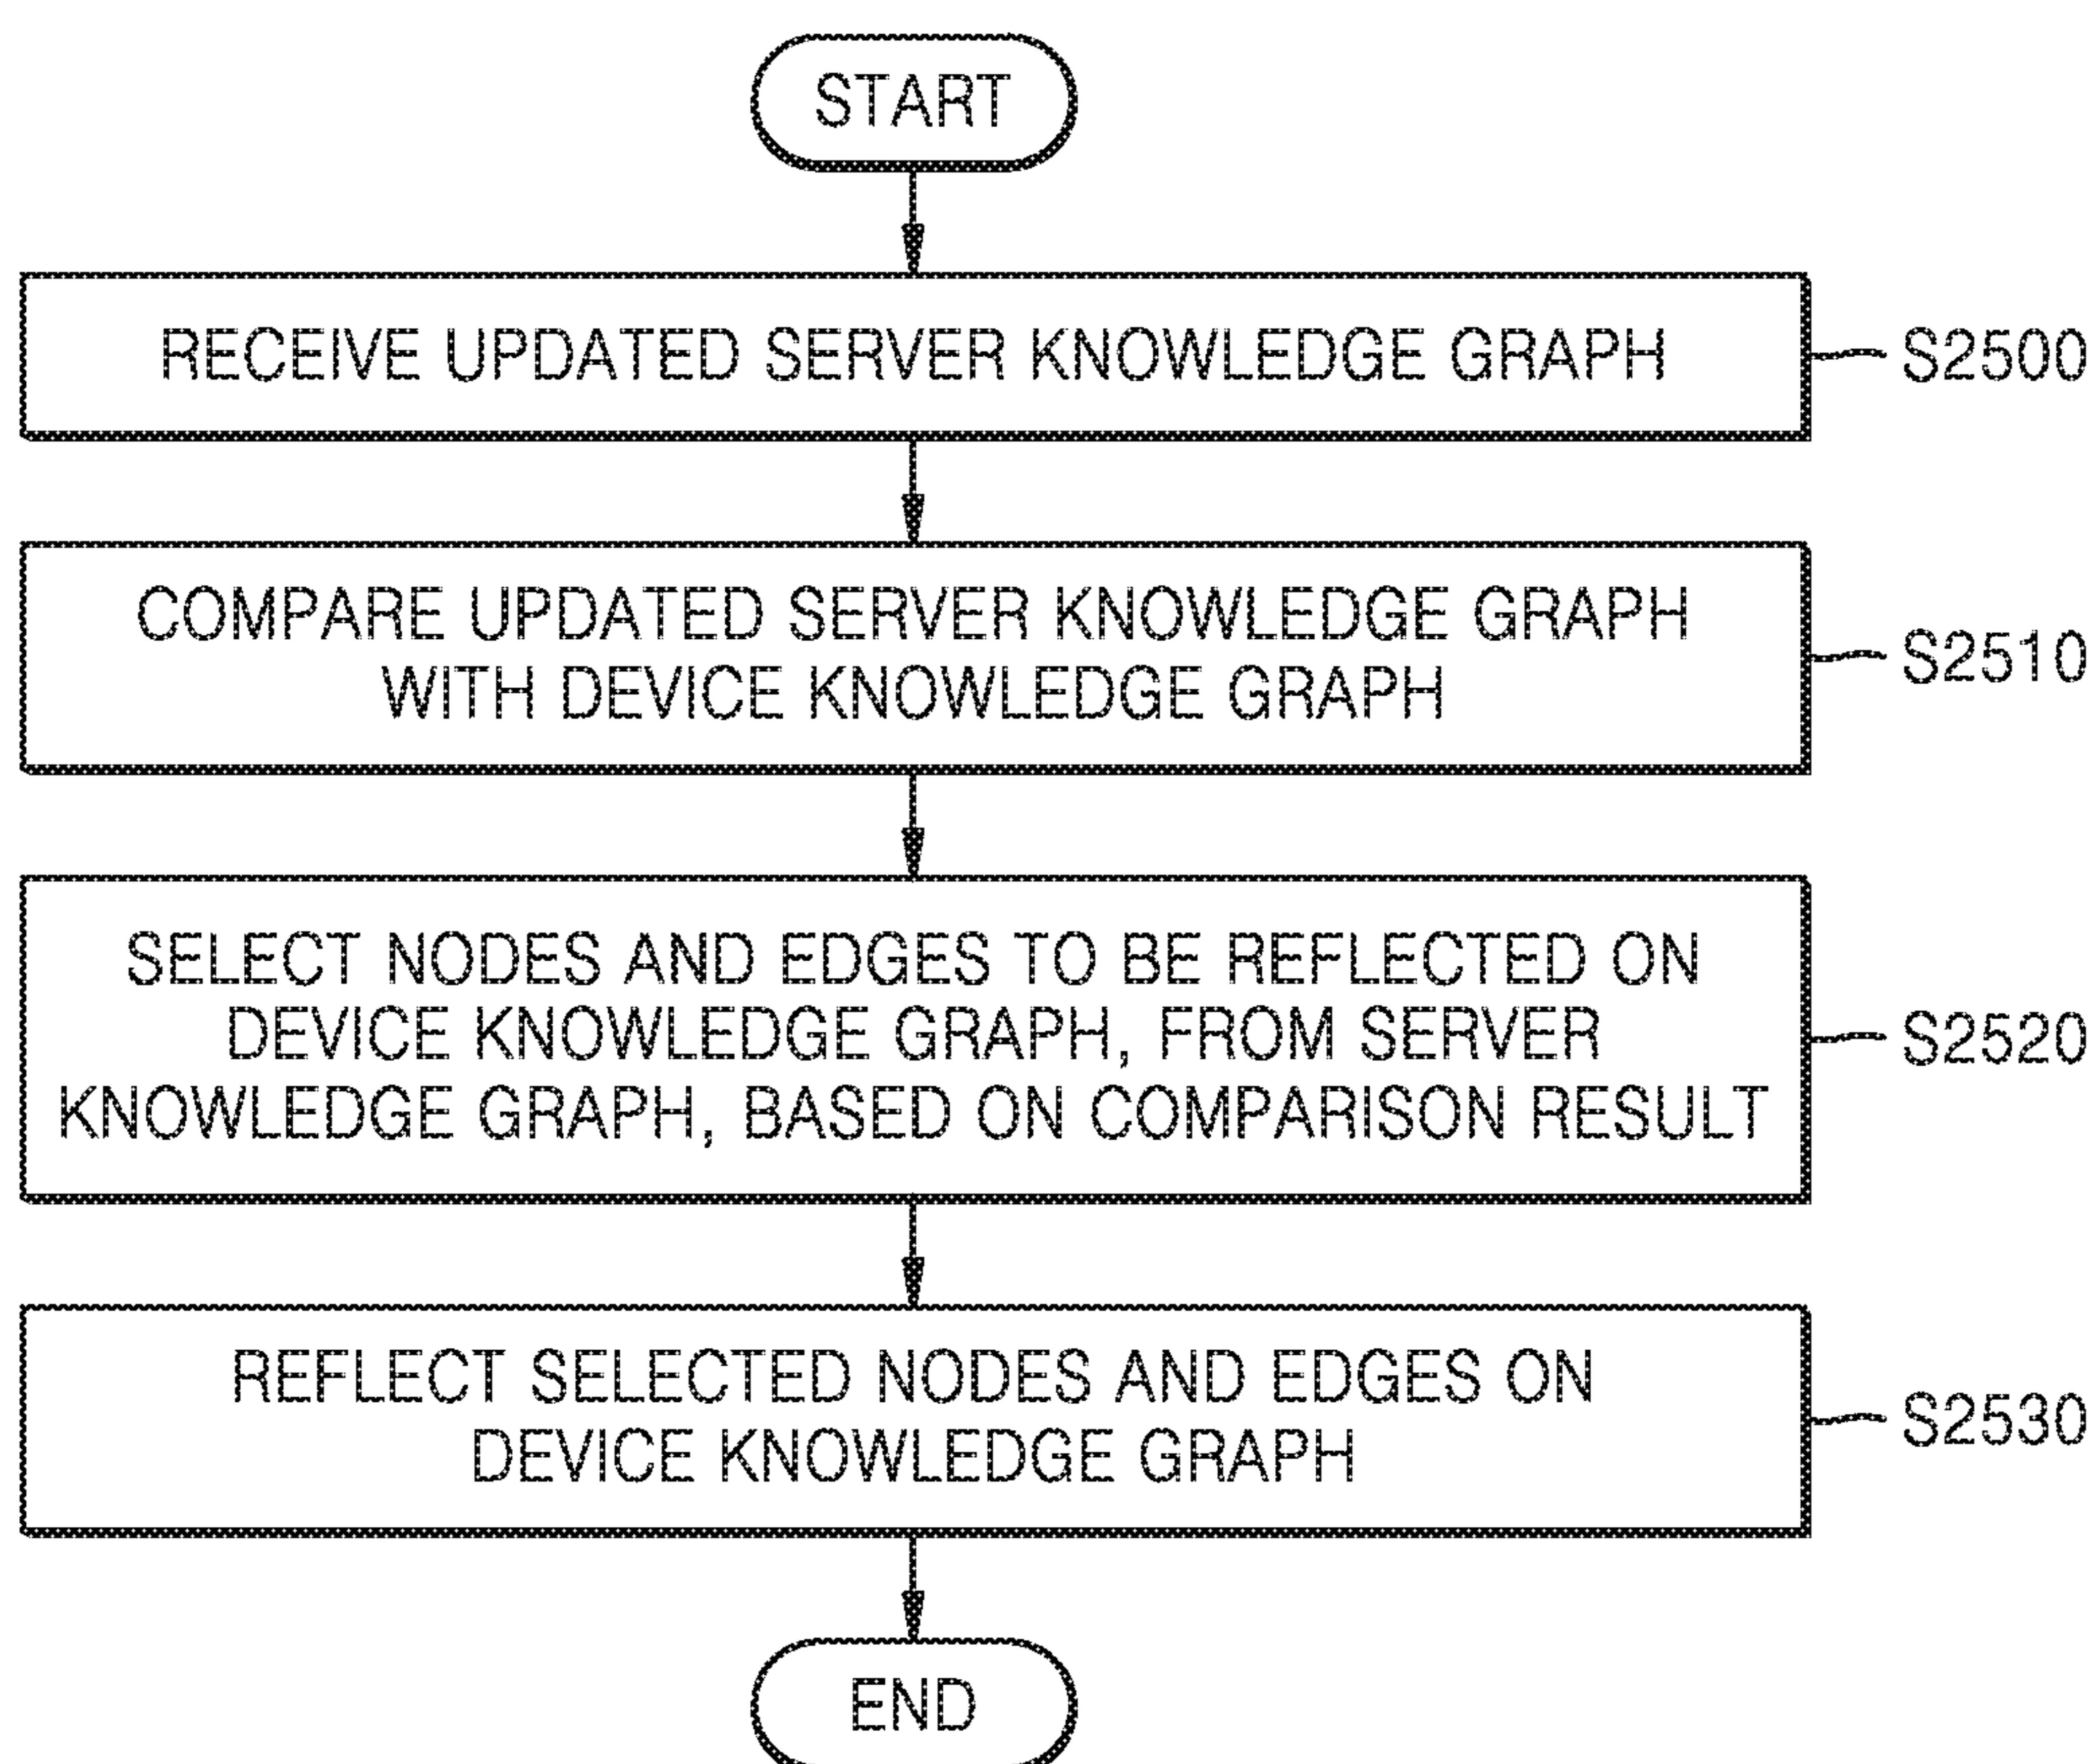 START
RECEIVE UPDATED SERVER KNOWLEDGE GRAPH
S2500
COMPARE UPDATED SERVER KNOWLEDGE GRAPH
WITH DEVICE KNOWLEDGE GRAPH
S2510
SELECT NODES AND EDGES TO BE REFLECTED ON
DEVICE KNOWLEDGE GRAPH, FROM SERVER
KNOWLEDGE GRAPH, BASED ON COMPARISON RESULT
S2520
REFLECT SELECTED NODES AND EDGES ON
DEVICE KNOWLEDGE GRAPH
S2530
END